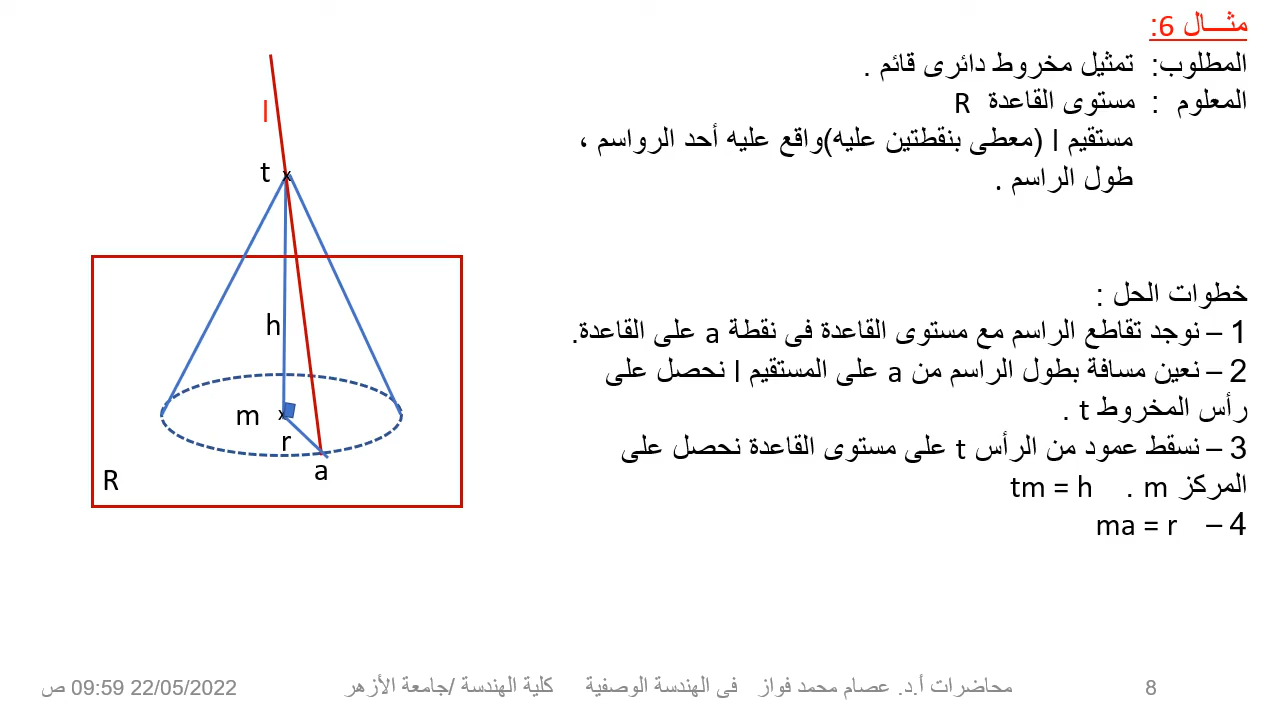 مثــــال 6:
المطلوب: تمثيل مخروط دائرى قائم .
المعلوم : مستوى القاعدة R
مستقيم l (معطى بنقطتين عليه)واقع عليه أحد الرواسم ،
طول الراسم .
خطوات الحل :
1 – نوجد تقاطع الراسم مع مستوى القاعدة فى نقطة a على القاعدة.
2 – نعين مسافة بطول الراسم من a على المستقيم l نحصل على
رأس المخروط t .
3 – نسقط عمود من الرأس t على مستوى القاعدة نحصل على
المركز m . tm = h
4 – ma = r
l
t
h
m
r
a
R
8
محاضرات أ.د. عصام محمد فواز فى الهندسة الوصفية كلية الهندسة /جامعة الأزهر
22/05/2022 09:59 ص